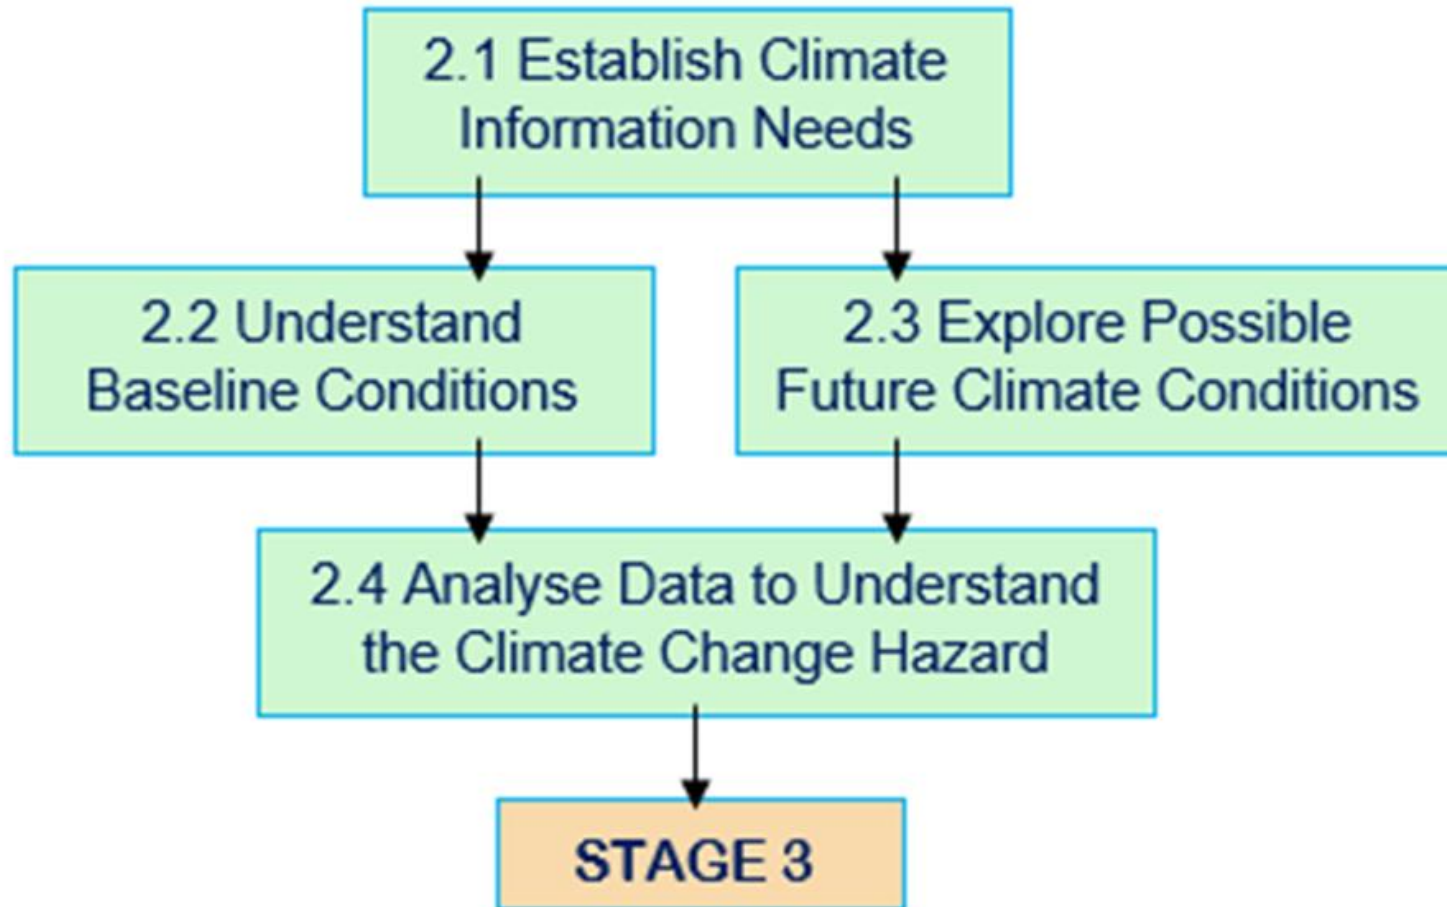 2.1 Establish Climate
Information Needs
2.2 Understand
Baseline Conditions
2.3 Explore Possible
Future Climate Conditions
2.4 Analyse Data to Understand
the Climate Change Hazard
STAGE 3